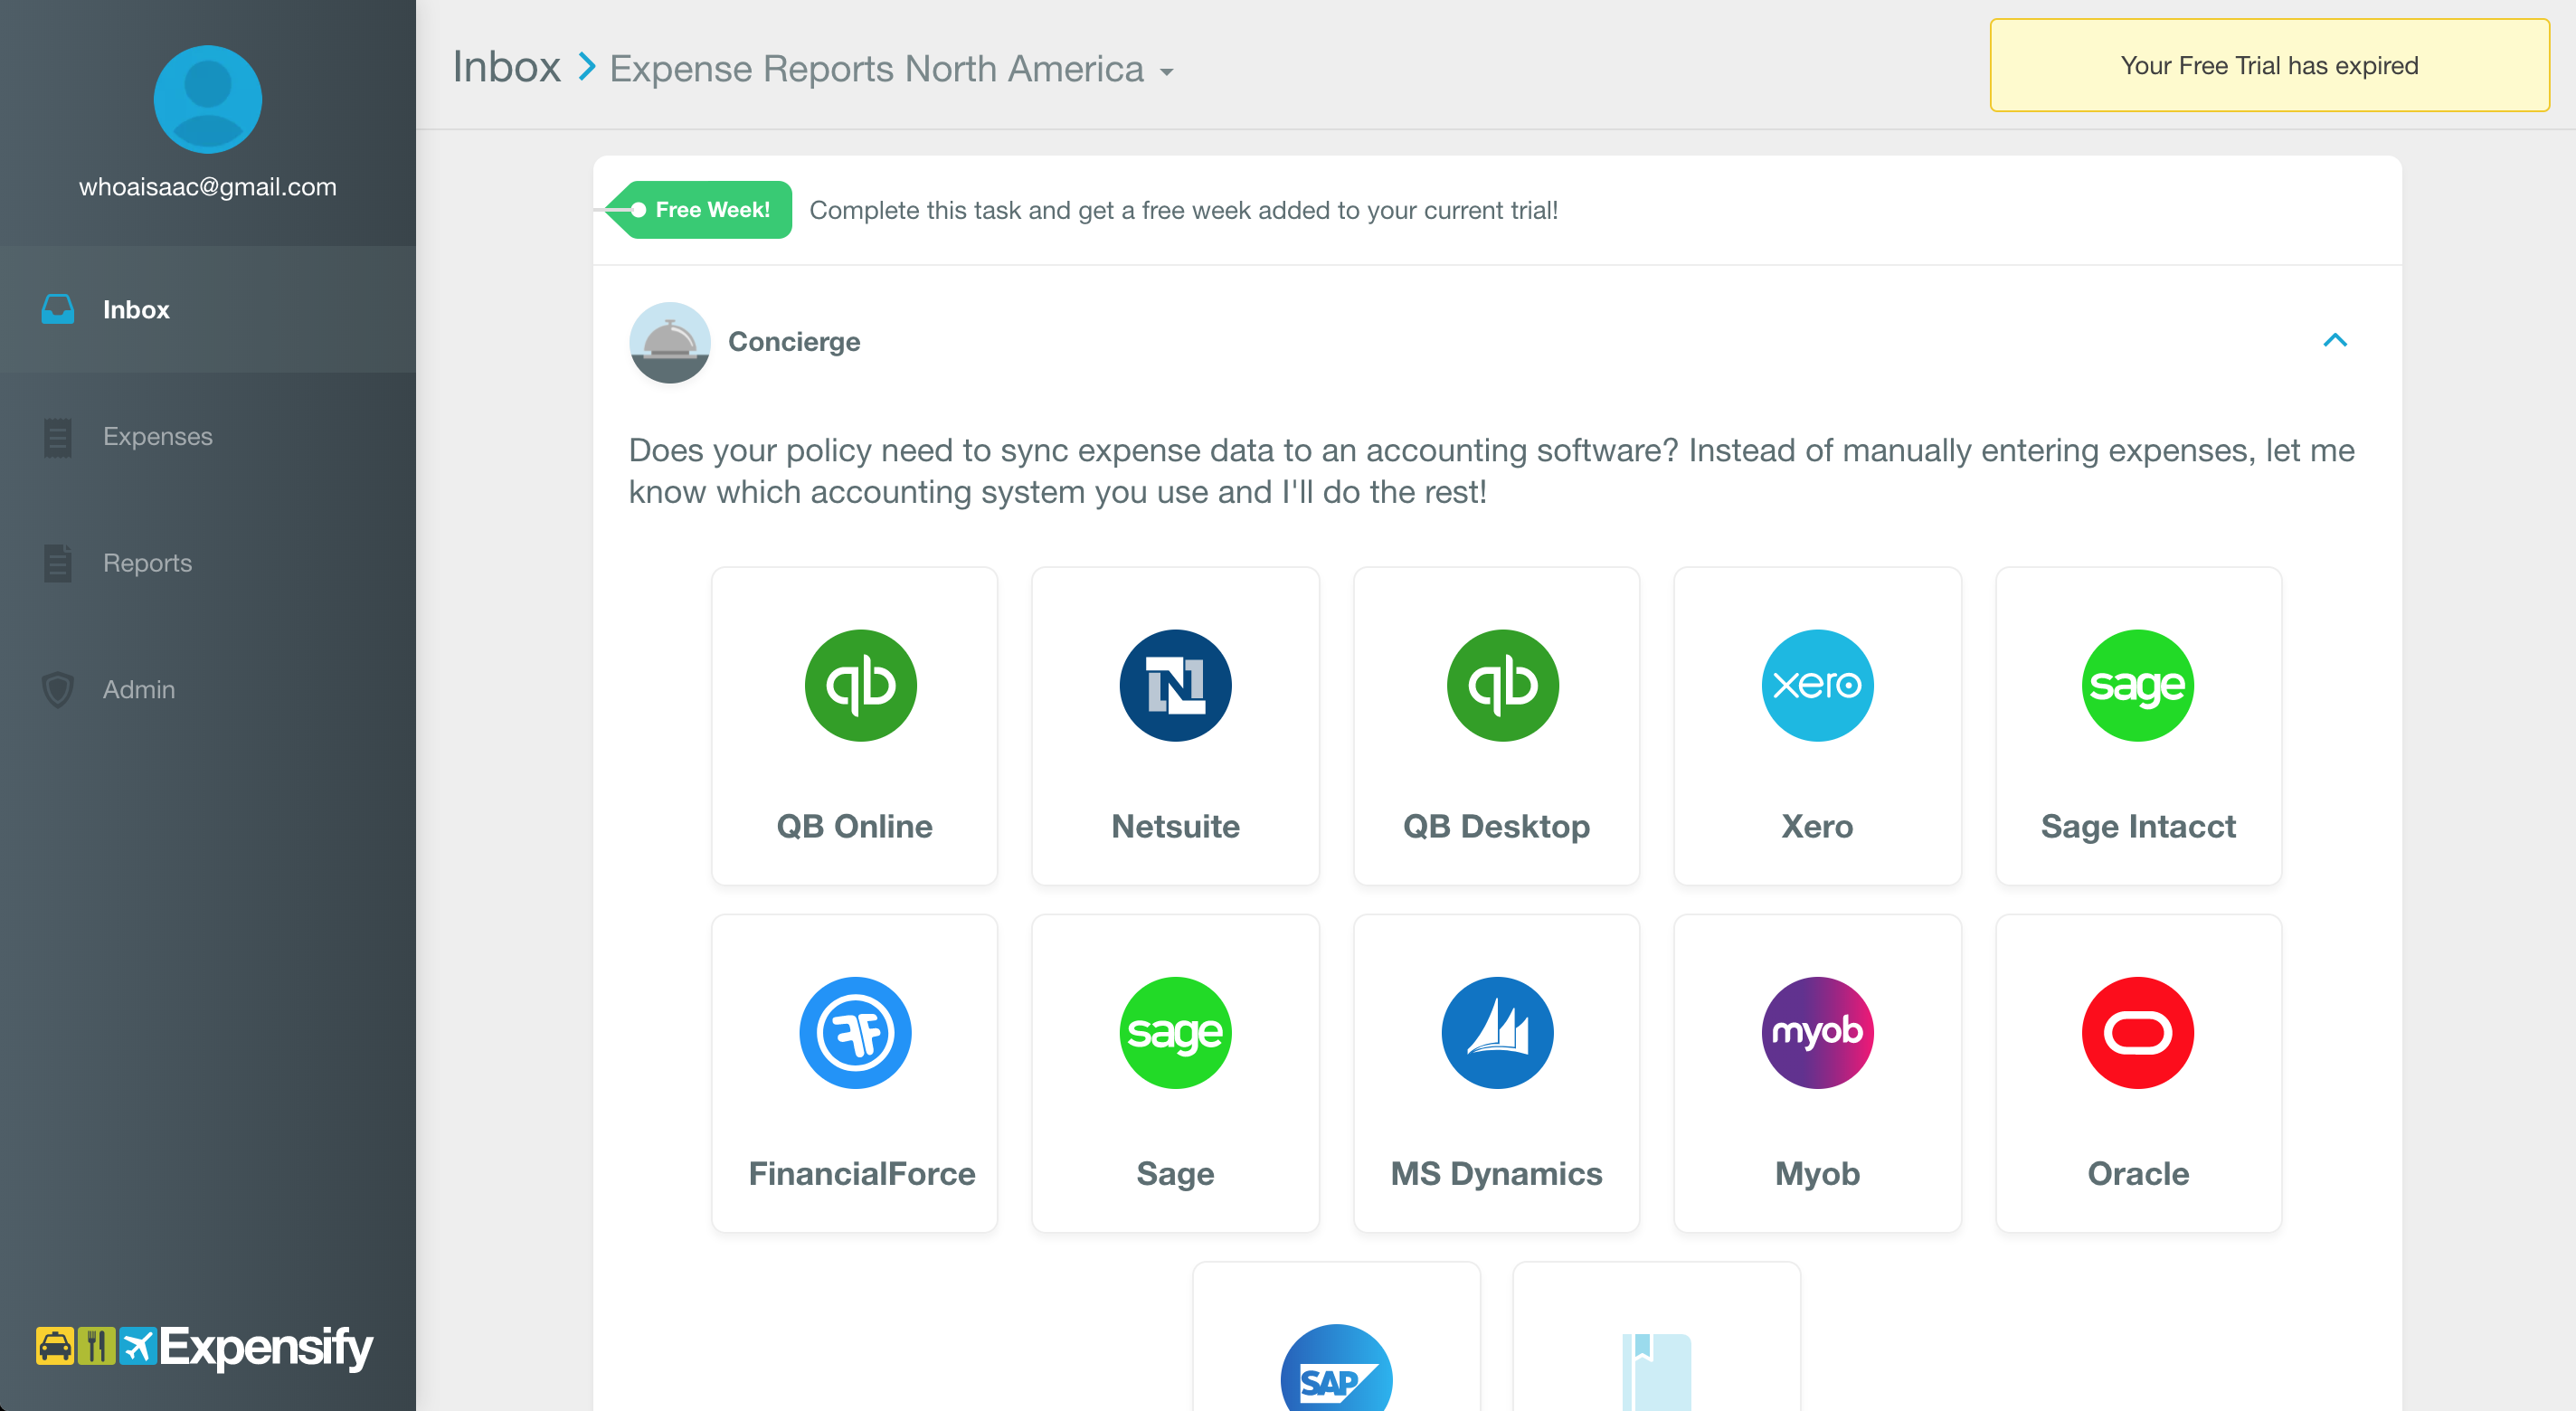 whoaisaac@gmail.com
Inbox
Expenses
Reports
Admin
Expensify
Inbox
Expense Reports North America
Your Free Trial has expired
Free Week!
Complete this task and get a free week added to your current trial!
Concierge
Does your policy need to sync expense data to an accounting software? Instead of manually entering expenses, let me
know which accounting system you use and I'll do the rest!
qb
N
qb
xero
sage
QB Online
Netsuite
QB Desktop
Xero
Sage Intacct
FF
sage
myob
FinancialForce
Sage
MS Dynamics
Myob
Oracle
SAP